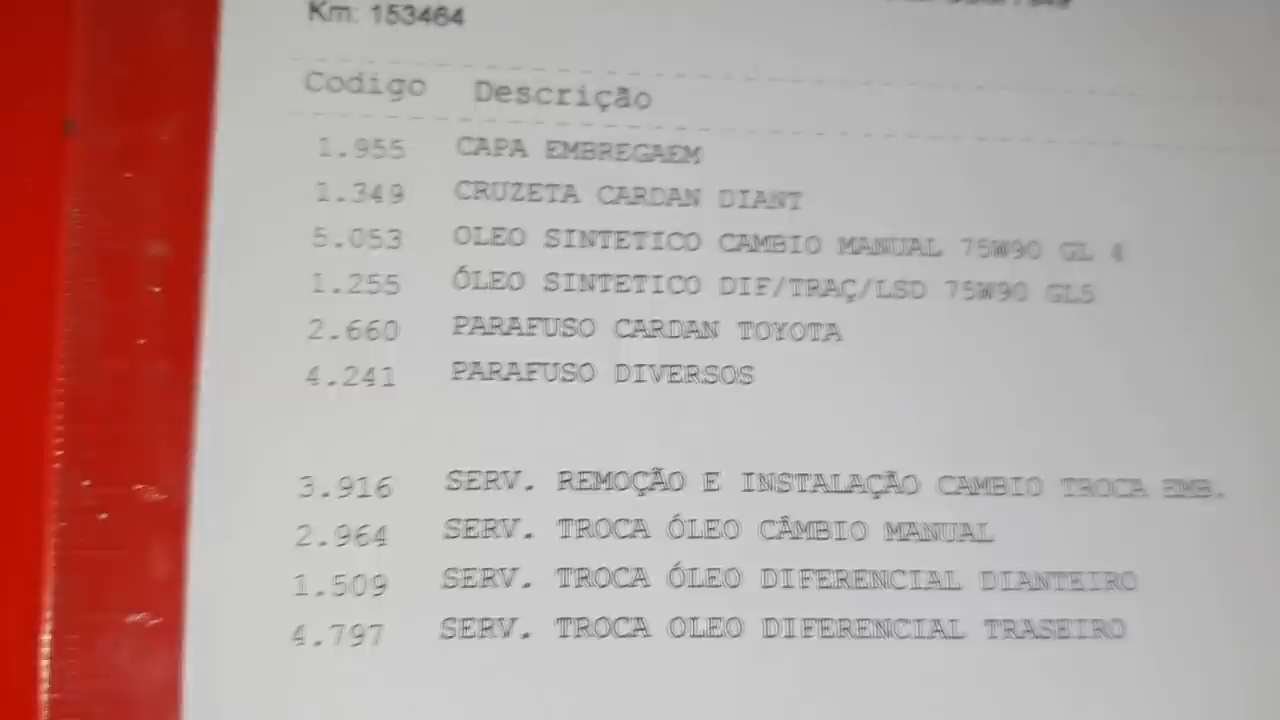 Km: 153464
Codigo Descrição
1.955 CAPA EMBREGAEM
1.349 CRUZETA CARDAN DIANT
5.053 OLEO SINTETICO CAMBIO MANUAL 75W90 GL 4
1.255 ÓLEO SINTETICO DIF/TRAÇ/LSD 75W90 GL5
2.660 PARAFUSO CARDAN TOYOTA
4.241 PARAFUSO DIVERSOS
3.916 SERV. REMOÇÃO E INSTALAÇÃO CAMBIO TROCA EMB.
2.964 SERV. TROCA ÓLEO CÂMBIO MANUAL
1.509 SERV. TROCA ÓLEO DIFERENCIAL DIANTEIRO
4.797 SERV. TROCA OLEO DIFERENCIAL TRASEIRO